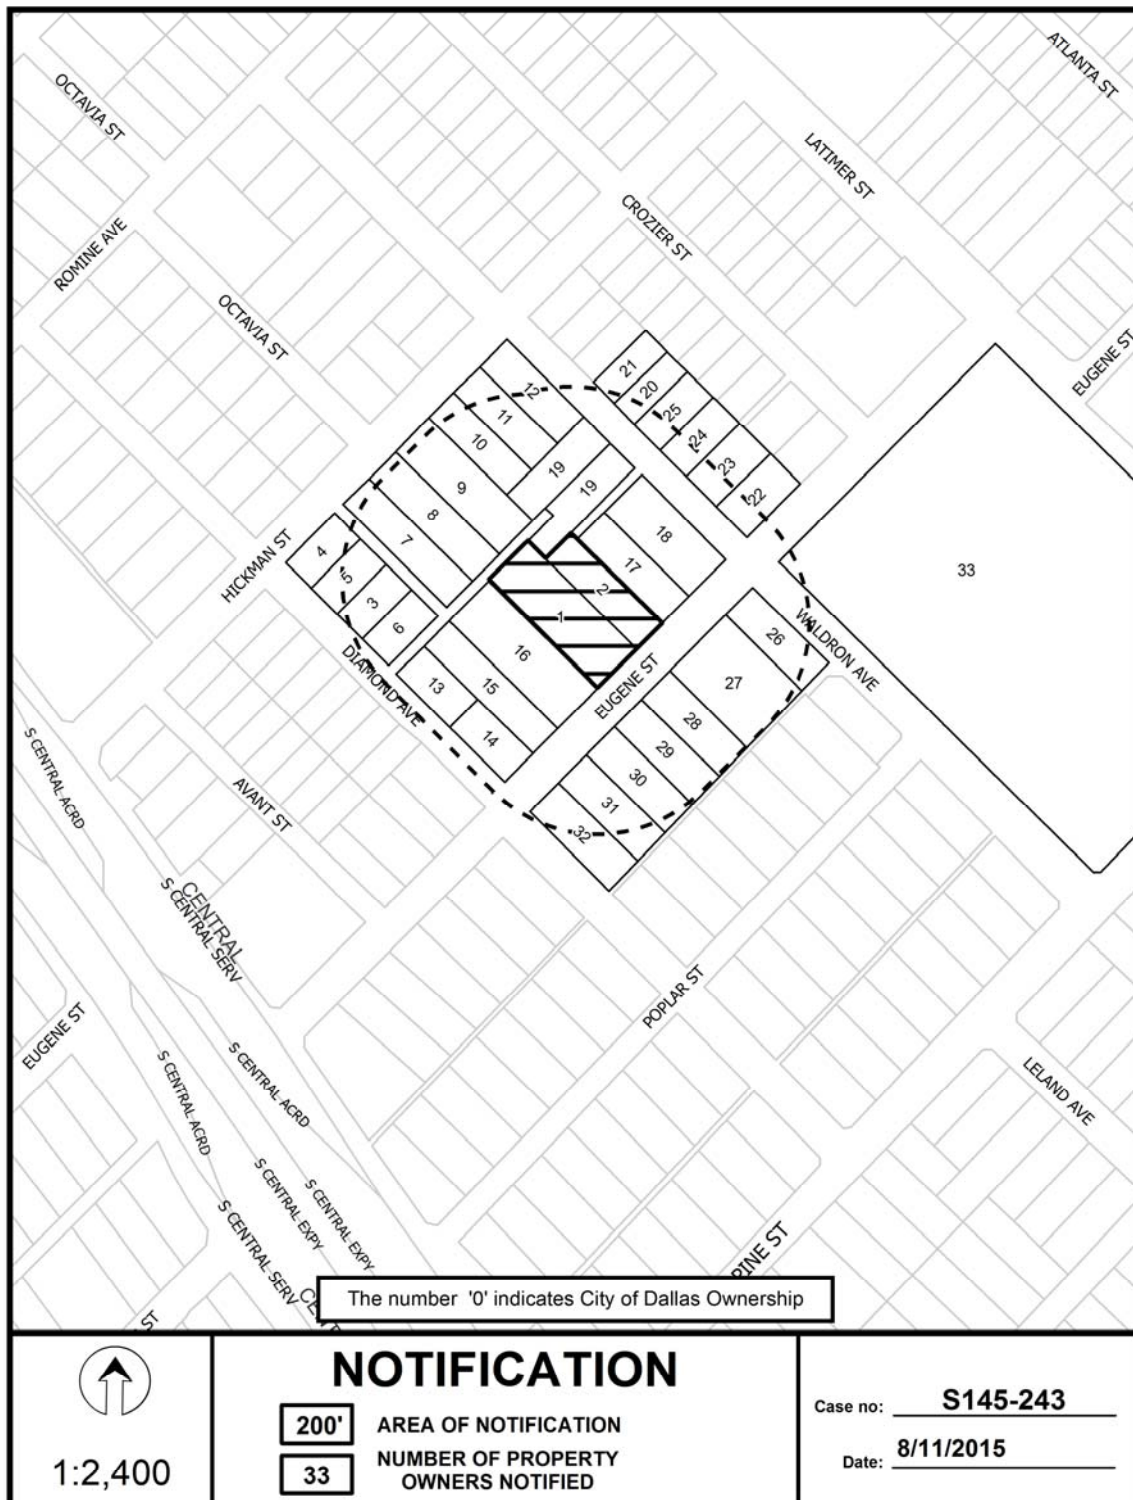 ATLANTA ST
OCTAVIA ST
LATIMER ST
CROZIER ST
ROMINE AVE
OCTAVIA ST
EUGENE ST
21
20
12
25
11
24
10
23
19
22
9
19
8
18
7
HICKMAN ST
4
17
33
5
2
3
1
6
WALDRON AVE
26
16
DIAMOND AVE
EUGENE ST
13
15
27
28
14
29
30
31
32
S CENTRAL ACRD
AVANT ST
CENTRAL
S CENTRAL SERV
POPLAR ST
EUGENE ST
S CENTRAL ACRD
S CENTRAL ACRD
LELAND AVE
S CENTRAL EXPY
S CENTRAL EXPY
S CENTRAL SERV
PINE ST
ST
The number '0' indicates City of Dallas Ownership
NOTIFICATION
200' AREA OF NOTIFICATION
33 NUMBER OF PROPERTY
OWNERS NOTIFIED
1:2,400
Case no: S145-243
Date: 8/11/2015